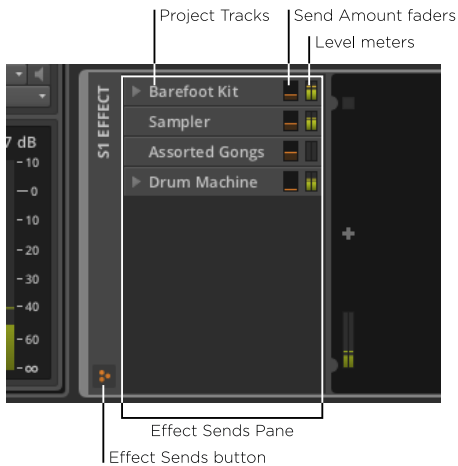 Project Tracks
Send Amount faders
Level meters
S1 EFFECT
Barefoot Kit
Sampler
Assorted Gongs
Drum Machine
7 dB
-10
-0
-10
-20
-30
-40
-60
-∞
Effect Sends Pane
Effect Sends button